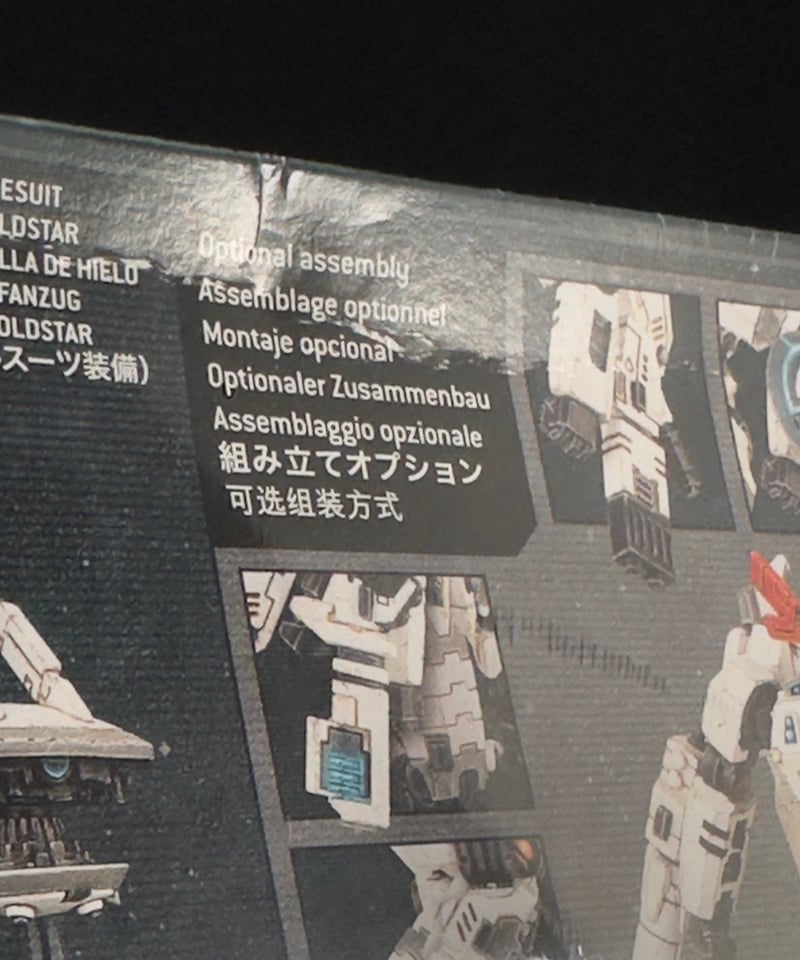 ESUIT
LDSTAR
LLA DE HIELO
FANZUG
OLDSTAR
スーツ装備)
Optional assembly
Assemblage optionnel
Montaje opcional
Optionaler Zusammenbau
Assemblaggio opzionale
組み立てオプション
可选组装方式